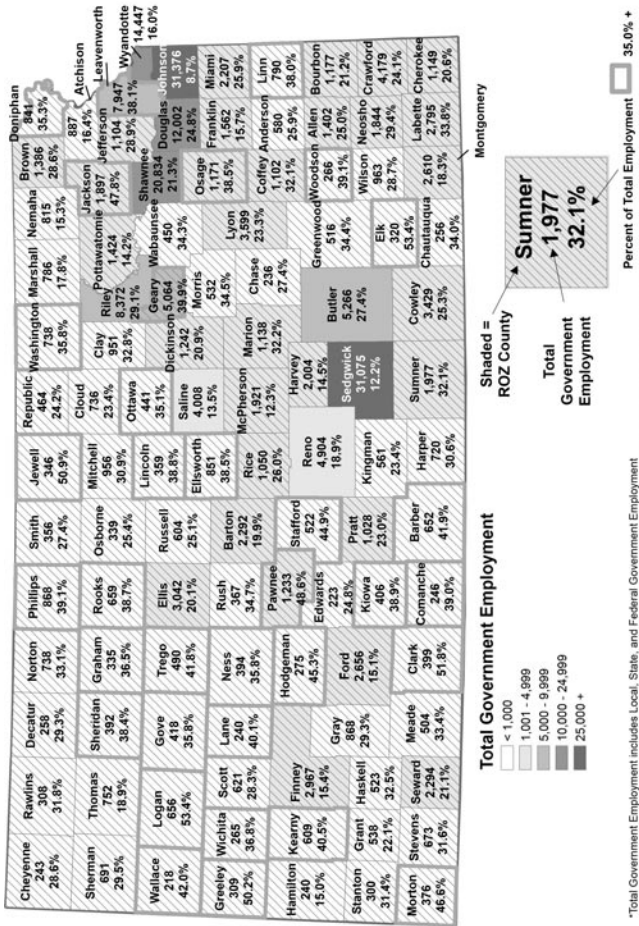 Cheyenne
243
28.6%
Rawlins
308
31.8%
Decatur
258
29.3%
Norton
738
33.1%
Phillips
868
39.1%
Smith
356
27.4%
Jewell
346
50.9%
Republic
464
24.2%
Washington
738
35.8%
Marshall
786
17.8%
Nemaha
815
15.3%
Brown
1,386
28.6%
Doniphan
841
35.3%
Sherman
691
29.5%
Thomas
752
18.9%
Sheridan
392
38.4%
Graham
335
36.5%
Rooks
659
38.7%
Osborne
339
25.4%
Mitchell
956
30.9%
Cloud
736
23.4%
Clay
951
32.8%
Riley
8,372
29.1%
Pottawatomie
1,424
14.2%
Jackson
1,897
47.8%
Atchison
887
16.4%
Jefferson
1,104
28.9%
Leavenworth
7,947
38.1%
Wyandotte
14,447
16.0%
Wallace
218
42.0%
Logan
656
53.4%
Gove
418
35.8%
Trego
490
41.8%
Ellis
3,042
20.1%
Russell
604
25.1%
Lincoln
359
38.8%
Ottawa
441
35.1%
Saline
4,008
13.5%
Dickinson
1,242
20.9%
Geary
5,064
39.9%
Wabaunsee
450
34.3%
Shawnee
20,834
21.3%
Douglas
12,002
24.8%
Johnson
31,376
8.7%
Greeley
309
50.2%
Wichita
265
36.8%
Scott
621
28.3%
Lane
240
40.1%
Ness
394
35.8%
Rush
367
34.7%
Barton
2,292
19.9%
Ellsworth
851
38.5%
Rice
1,050
26.0%
McPherson
1,921
12.3%
Marion
1,138
32.2%
Morris
532
34.5%
Chase
236
27.4%
Lyon
3,599
23.3%
Osage
1,171
38.5%
Franklin
1,562
15.7%
Miami
2,207
25.9%
Hamilton
240
15.0%
Kearny
609
40.5%
Finney
2,967
15.4%
Hodgeman
275
45.3%
Pawnee
1,233
48.6%
Edwards
223
24.8%
Stafford
522
44.9%
Reno
4,904
18.9%
Harvey
2,004
14.5%
Butler
5,266
27.4%
Greenwood
516
34.4%
Coffey
1,102
32.1%
Anderson
580
25.9%
Linn
790
38.0%
Woodson
266
39.1%
Allen
1,402
25.0%
Bourbon
1,177
21.2%
Stanton
300
31.4%
Grant
538
22.1%
Haskell
523
32.5%
Gray
868
29.3%
Ford
2,656
15.1%
Kiowa
406
38.9%
Pratt
1,028
23.0%
Kingman
561
23.4%
Sedgwick
31,075
12.2%
Elk
320
53.4%
Wilson
963
28.7%
Neosho
1,844
29.4%
Crawford
4,179
24.1%
Morton
376
46.6%
Stevens
673
31.6%
Seward
2,294
21.1%
Meade
504
33.4%
Clark
399
51.8%
Comanche
246
39.0%
Barber
652
41.9%
Harper
720
30.6%
Sumner
1,977
32.1%
Cowley
3,429
25.3%
Chautauqua
256
34.0%
2,610
18.3%
Montgomery
Labette
2,795
33.8%
Cherokee
1,149
20.6%
Total Government Employment
< 1,000
1,001 - 4,999
5,000 - 9,999
10,000 - 24,999
25,000 +
Shaded =
ROZ County
Total
Government
Employment
Sumner
1,977
32.1%
Percent of Total Employment
35.0% +
*Total Government Employment includes Local, State, and Federal Government Employment